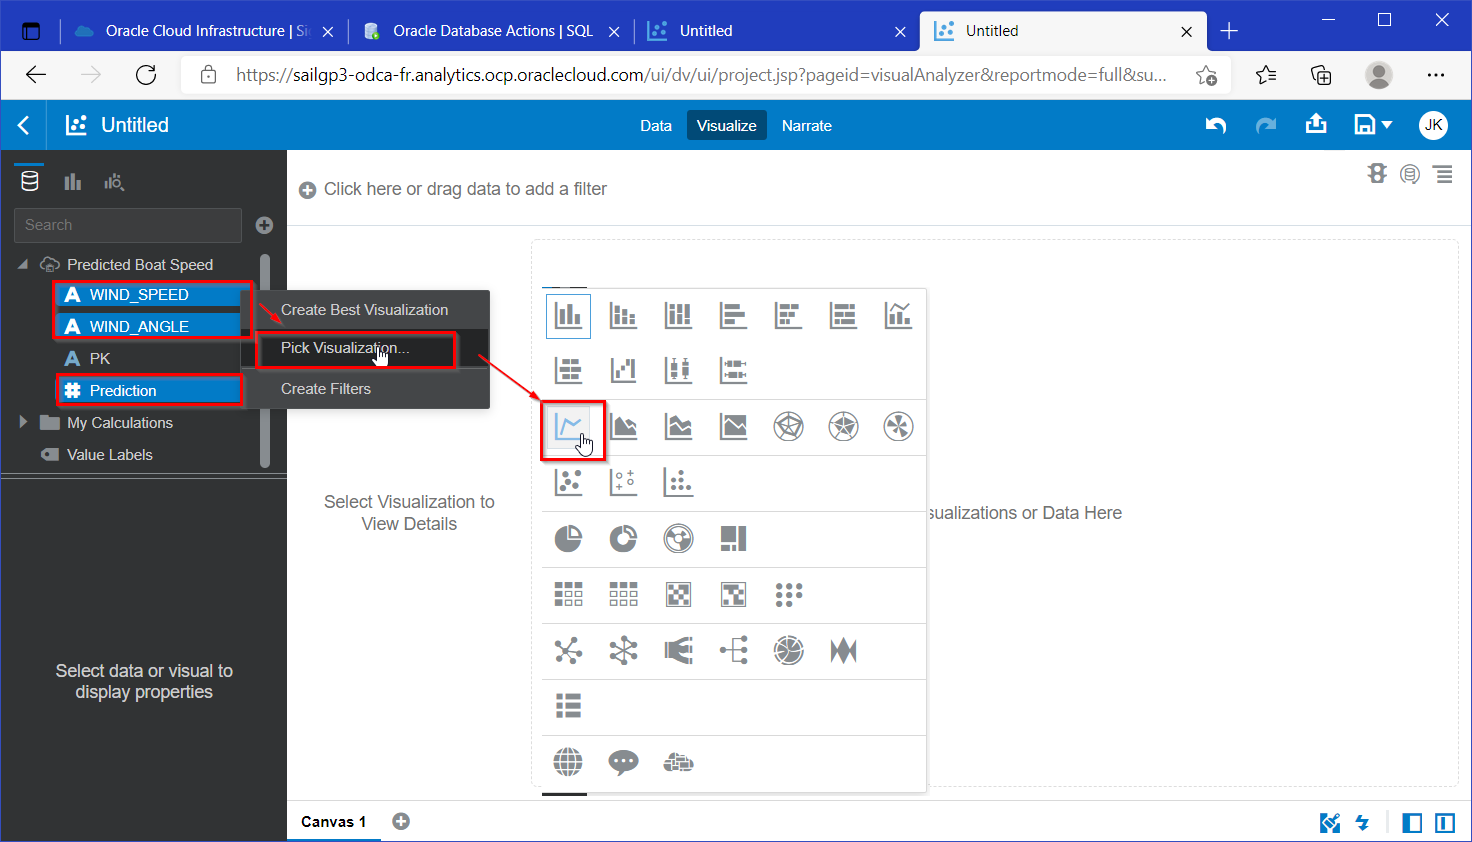 Oracle Cloud Infrastructure | Si
Oracle Database Actions | SQL
Untitled
Untitled
https://sailgp3-odca-fr.analytics.ocp.oraclecloud.com/ui/dv/ui/project.jsp?pageid=visualAnalyzer&reportmode=full&su...
Untitled
Data
Visualize
Narrate
JK
Click here or drag data to add a filter
Search
Predicted Boat Speed
A WIND_SPEED
A WIND_ANGLE
A PK
# Prediction
My Calculations
Value Labels
Create Best Visualization
Pick Visualization...
Create Filters
Select Visualization to
View Details
sualizations or Data Here
Select data or visual to
display properties
Canvas 1